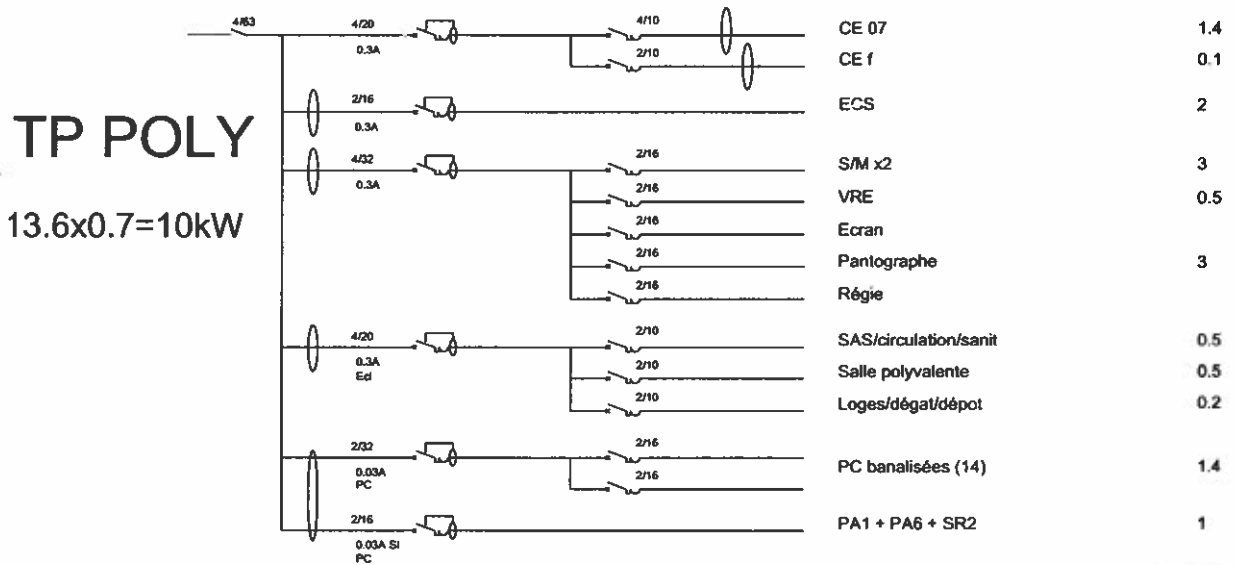 4/63
4/20
0.3A
4/10
CE 07
1.4
2/10
CE f
0.1
TP POLY
13.6x0.7=10kW
2/16
0.3A
ECS
2
4/32
0.3A
2/16
S/M x2
3
2/16
VRE
0.5
2/16
Ecran
2/16
Pantographe
3
2/16
Régie
4/20
0.3A
Ecl
2/10
SAS/circulation/sanit
0.5
2/10
Salle polyvalente
0.5
2/10
Loges/dégat/dépot
0.2
2/32
0.03A
PC
2/16
2/16
PC banalisées (14)
1.4
2/16
0.03A SI
PC
PA1 + PA6 + SR2
1